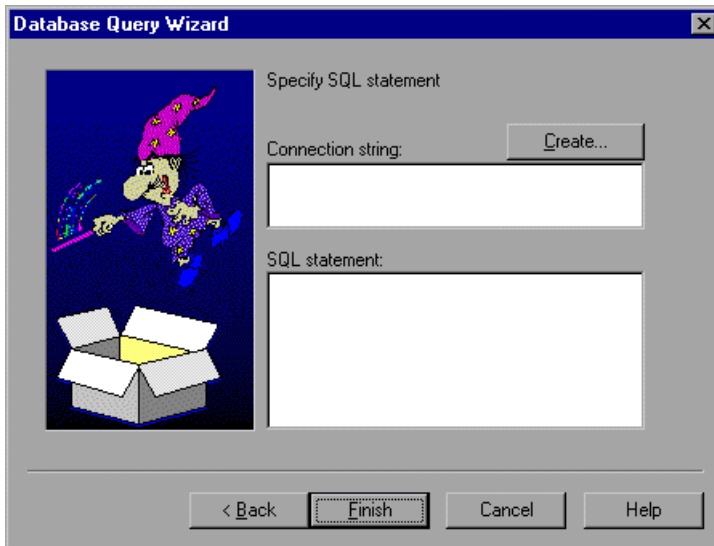 Database Query Wizard
Specify SQL statement
Create...
Connection string:
SQL statement:
< Back
Finish
Cancel
Help